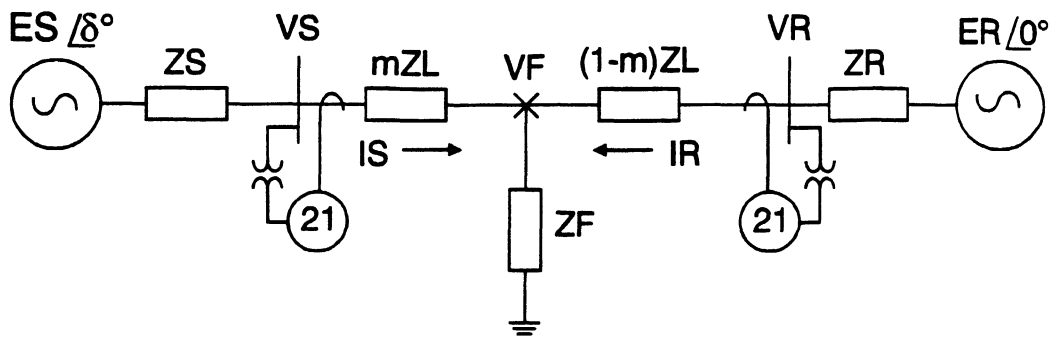 ES /δ°
VS
VR
ER /0°
ZS
mZL
VF
(1-m)ZL
ZR
IS
IR
21
ZF
21